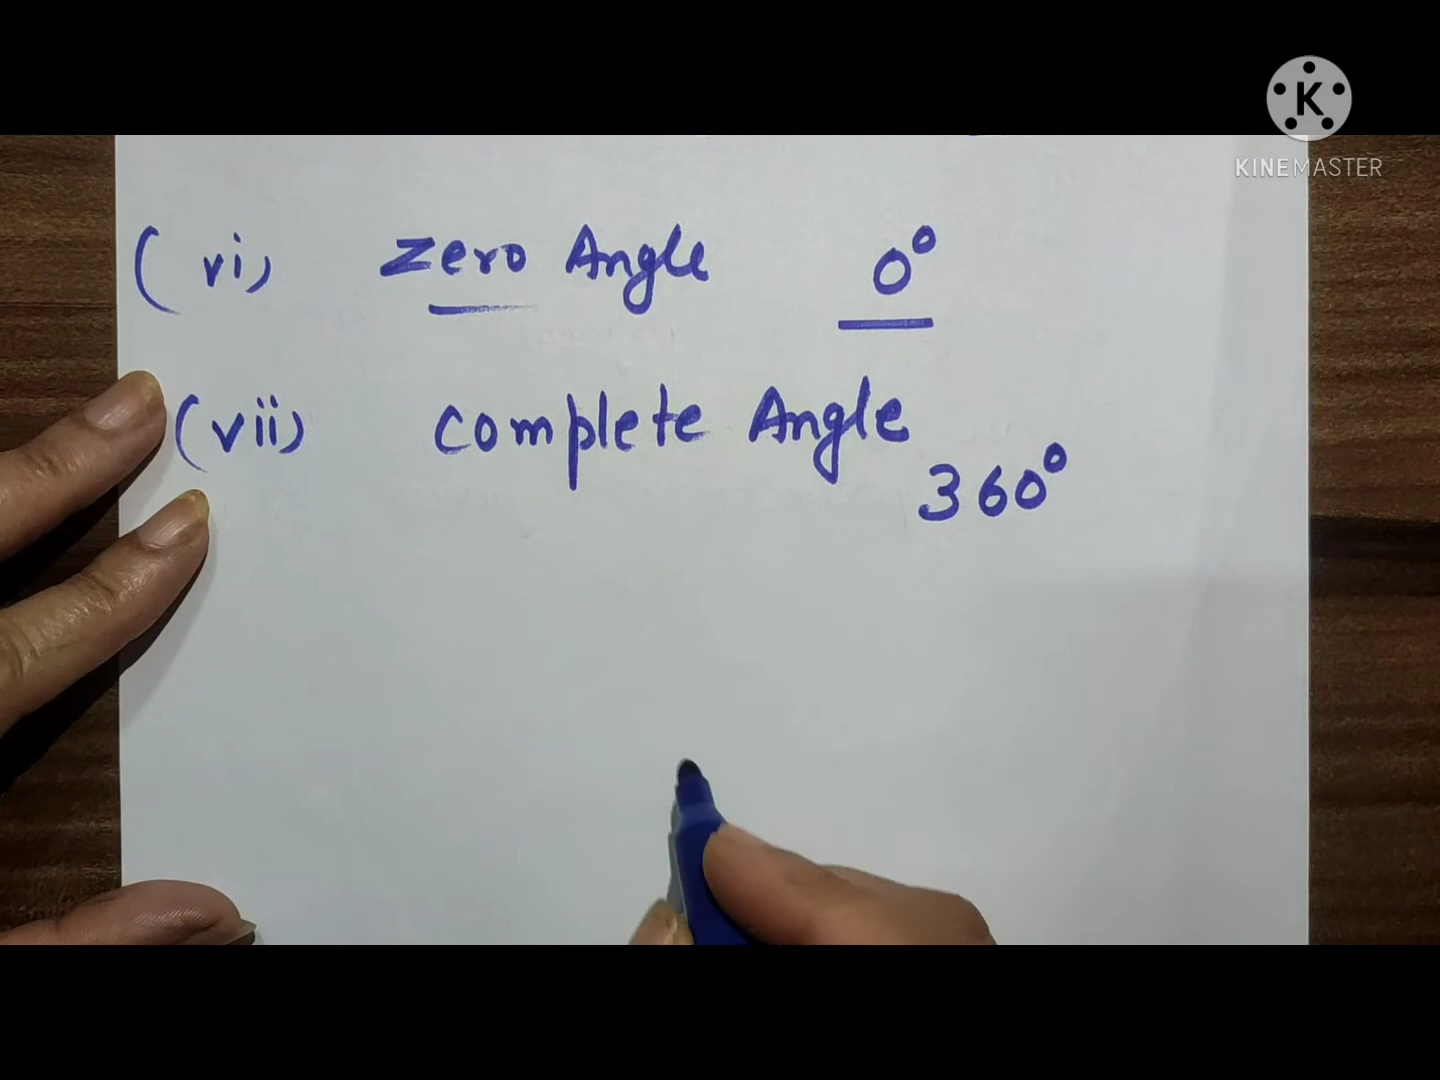 K
KINEMASTER
(vi) Zero Angle 0°
(vii) Complete Angle
360°